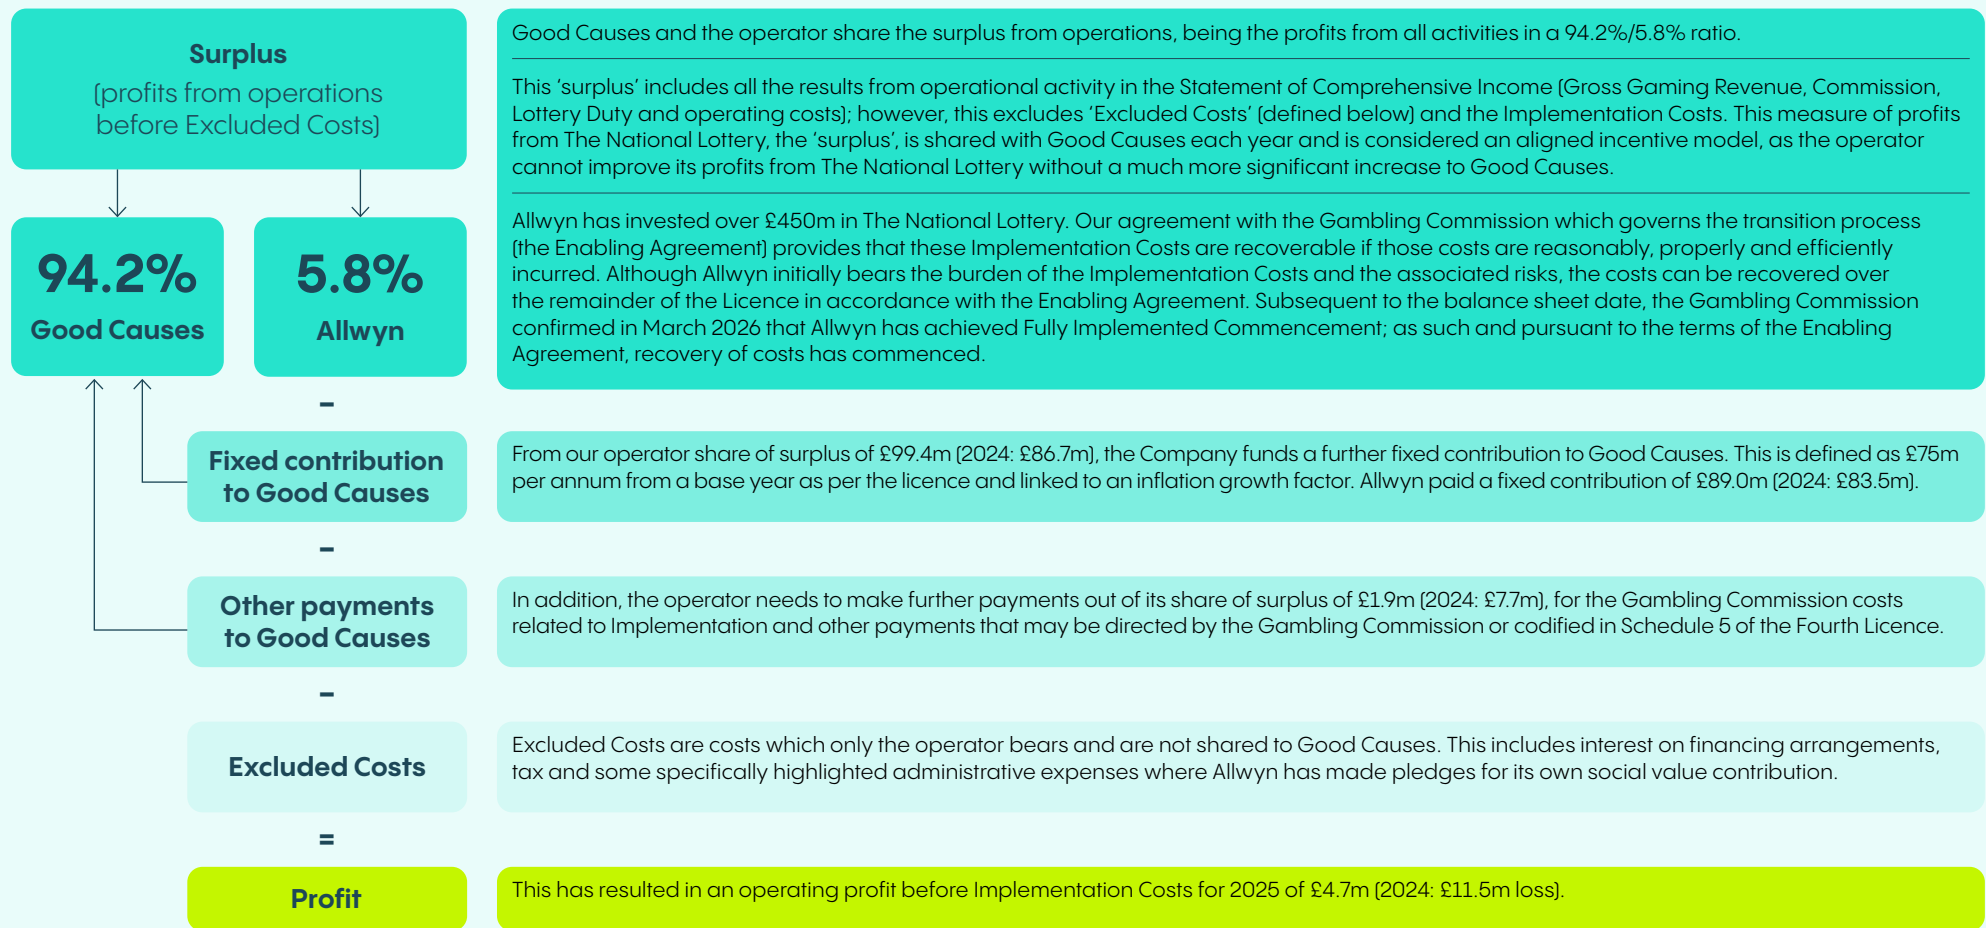 Surplus
(profits from operations
before Excluded Costs)
Good Causes and the operator share the surplus from operations, being the profits from all activities in a 94.2%/5.8% ratio.
This ‘surplus’ includes all the results from operational activity in the Statement of Comprehensive Income (Gross Gaming Revenue, Commission,
Lottery Duty and operating costs); however, this excludes ‘Excluded Costs’ (defined below) and the Implementation Costs. This measure of profits
from The National Lottery, the ‘surplus’, is shared with Good Causes each year and is considered an aligned incentive model, as the operator
cannot improve its profits from The National Lottery without a much more significant increase to Good Causes.
94.2%
Good Causes
5.8%
Allwyn
Allwyn has invested over £450m in The National Lottery. Our agreement with the Gambling Commission which governs the transition process
(the Enabling Agreement) provides that these Implementation Costs are recoverable if those costs are reasonably, properly and efficiently
incurred. Although Allwyn initially bears the burden of the Implementation Costs and the associated risks, the costs can be recovered over
the remainder of the Licence in accordance with the Enabling Agreement. Subsequent to the balance sheet date, the Gambling Commission
confirmed in March 2026 that Allwyn has achieved Fully Implemented Commencement; as such and pursuant to the terms of the Enabling
Agreement, recovery of costs has commenced.
–
Fixed contribution
to Good Causes
From our operator share of surplus of £99.4m (2024: £86.7m), the Company funds a further fixed contribution to Good Causes. This is defined as £75m
per annum from a base year as per the licence and linked to an inflation growth factor. Allwyn paid a fixed contribution of £89.0m (2024: £83.5m).
–
Other payments
to Good Causes
In addition, the operator needs to make further payments out of its share of surplus of £1.9m (2024: £7.7m), for the Gambling Commission costs
related to Implementation and other payments that may be directed by the Gambling Commission or codified in Schedule 5 of the Fourth Licence.
–
Excluded Costs
Excluded Costs are costs which only the operator bears and are not shared to Good Causes. This includes interest on financing arrangements,
tax and some specifically highlighted administrative expenses where Allwyn has made pledges for its own social value contribution.
=
Profit
This has resulted in an operating profit before Implementation Costs for 2025 of £4.7m (2024: £11.5m loss).